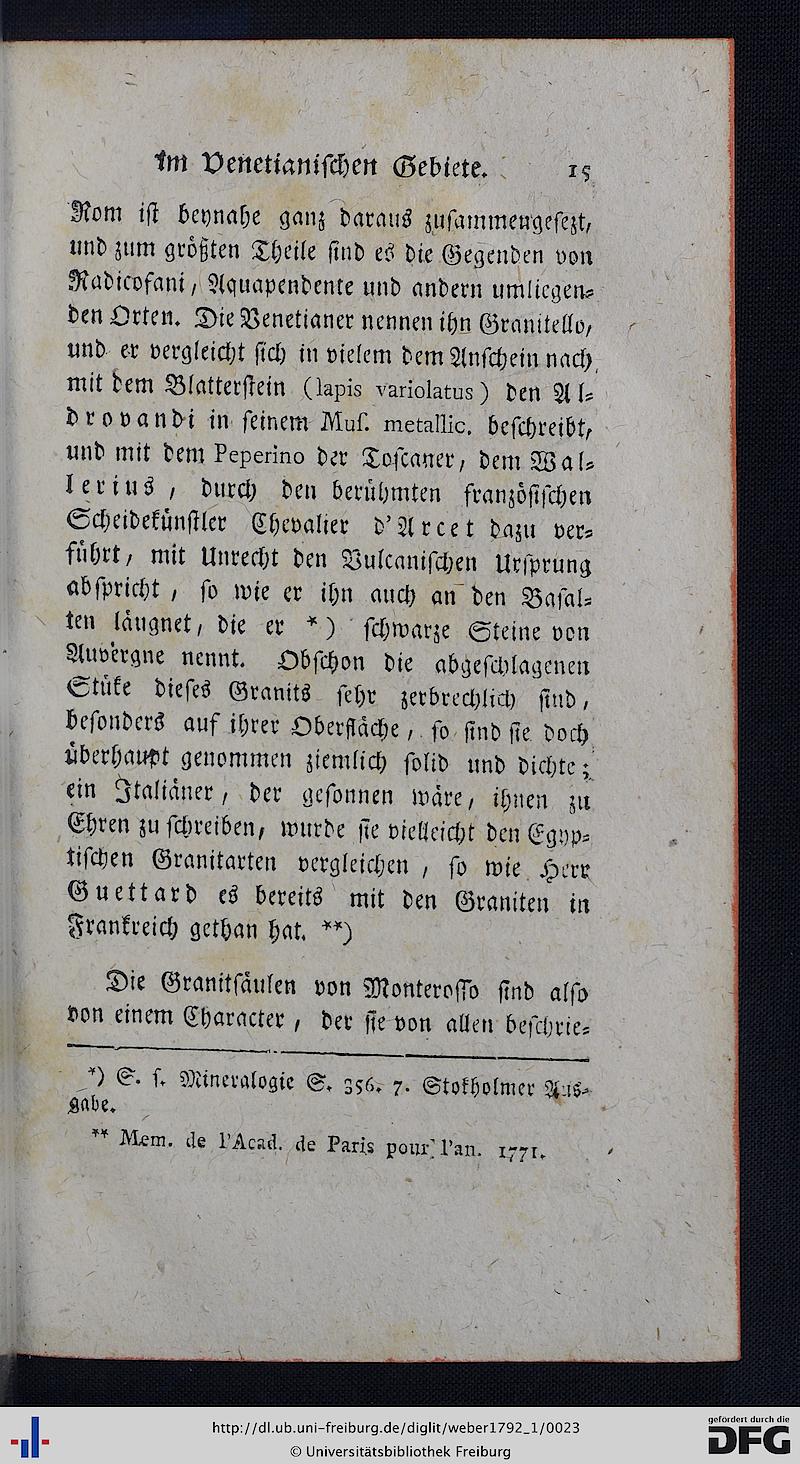 Im Venetianischen Gebiete. 15
Rom ist beynahe ganz daraus zusammengesezt,
und zum größten Theile sind es die Gegenden von
Radicofani, Aquapendente und andern umliegen⸗
den Orten. Die Venetianer nennen ihn Granitello,
und er vergleicht sich in vielem dem Anschein nach,
mit dem Blatterstein (lapis variolatus) den Al⸗
drovandi in seinem Mus. metallic. beschreibt,
und mit dem Peperino der Toscaner, dem Wal⸗
lerius, durch den berühmten französischen
Scheidekünstler Chevalier d'Arcet dazu ver⸗
führt, mit Unrecht den Vulcanischen Ursprung
abspricht, so wie er ihn auch an den Basal⸗
ten läugnet, die er *) schwarze Steine von
Auvergne nennt. Obschon die abgeschlagenen
Stüke dieses Granits sehr zerbrechlich sind,
besonders auf ihrer Oberfläche, so sind sie doch
überhaupt genommen ziemlich solid und dichte;
ein Italiäner, der gesonnen wäre, ihnen zu
Ehren zu schreiben, wurde sie vielleicht den Egyp⸗
tischen Granitarten vergleichen, so wie Herr
Guettard es bereits mit den Graniten in
Frankreich gethan hat. **)
Die Granitsäulen von Monterosso sind also
von einem Character, der sie von allen beschrie⸗
*) S. s. Mineralogie S. 356. 7. Stokholmer Aus⸗
gabe.
** Mem. de l'Acad. de Paris pour l'an. 1771.
http://dl.ub.uni-freiburg.de/diglit/weber1792_1/0023
© Universitätsbibliothek Freiburg
gefördert durch die
DFG